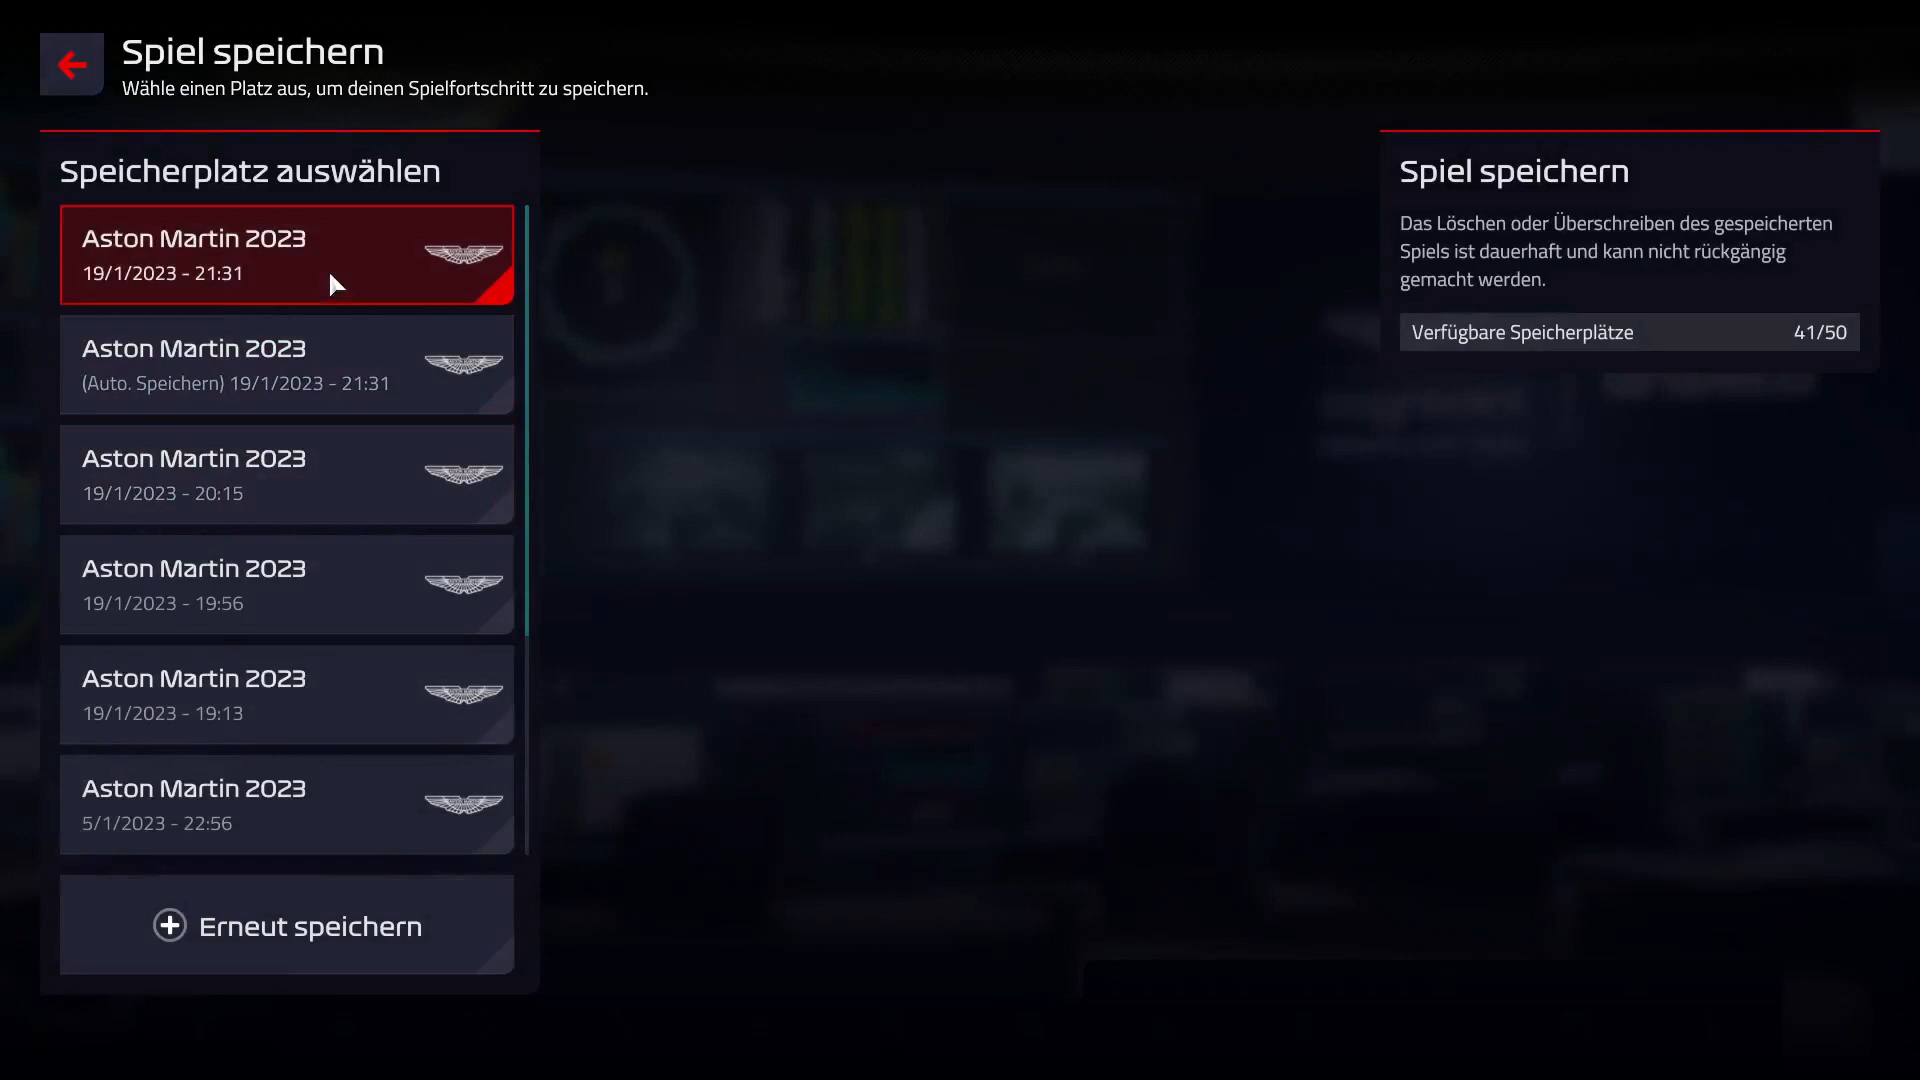 Spiel speichern
Wähle einen Platz aus, um deinen Spielfortschritt zu speichern.
Speicherplatz auswählen
Aston Martin 2023
19/1/2023 - 21:31
Aston Martin 2023
(Auto. Speichern) 19/1/2023 - 21:31
Aston Martin 2023
19/1/2023 - 20:15
Aston Martin 2023
19/1/2023 - 19:56
Aston Martin 2023
19/1/2023 - 19:13
Aston Martin 2023
5/1/2023 - 22:56
Erneut speichern
Spiel speichern
Das Löschen oder Überschreiben des gespeicherten
Spiels ist dauerhaft und kann nicht rückgängig
gemacht werden.
Verfügbare Speicherplätze 41/50